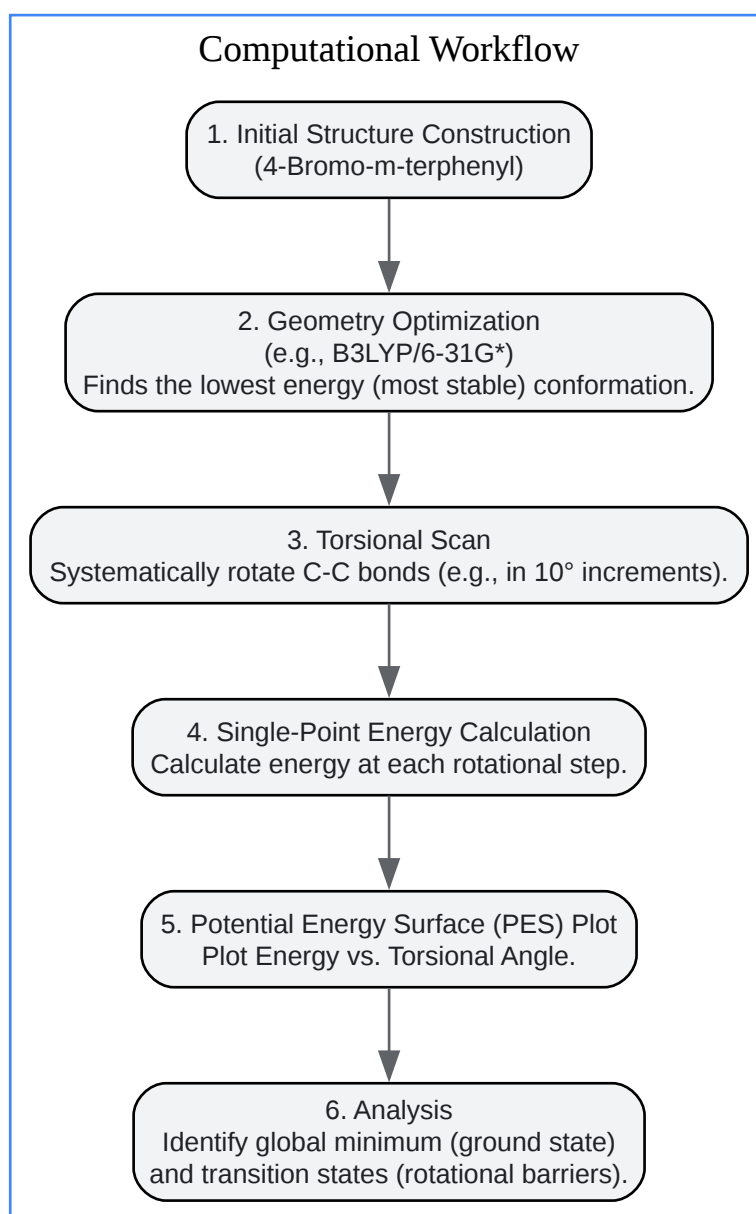 Computational Workflow
1. Initial Structure Construction
(4-Bromo-m-terphenyl)
2. Geometry Optimization
(e.g., B3LYP/6-31G*)
Finds the lowest energy (most stable) conformation.
3. Torsional Scan
Systematically rotate C-C bonds (e.g., in 10° increments).
4. Single-Point Energy Calculation
Calculate energy at each rotational step.
5. Potential Energy Surface (PES) Plot
Plot Energy vs. Torsional Angle.
6. Analysis
Identify global minimum (ground state)
and transition states (rotational barriers).